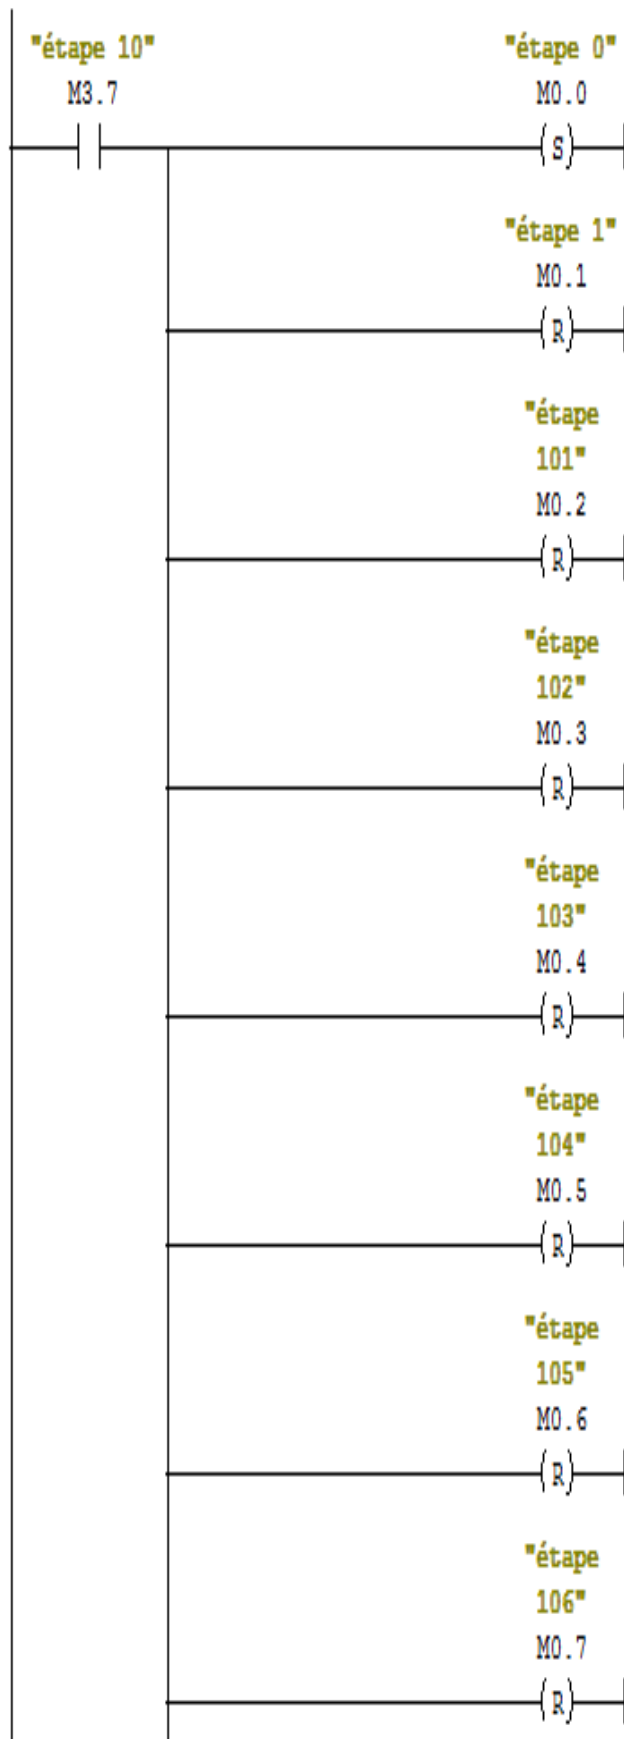 "étape 10"
M3.7
"étape 0"
M0.0
S
"étape 1"
M0.1
R
"étape
101"
M0.2
R
"étape
102"
M0.3
R
"étape
103"
M0.4
R
"étape
104"
M0.5
R
"étape
105"
M0.6
R
"étape
106"
M0.7
R